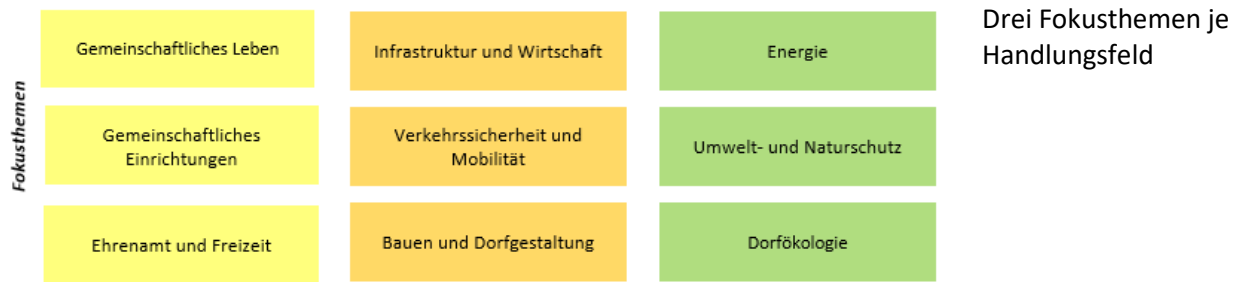 Fokusthemen
Gemeinschaftliches Leben
Infrastruktur und Wirtschaft
Energie
Drei Fokusthemen je
Handlungsfeld
Gemeinschaftliches
Einrichtungen
Verkehrssicherheit und
Mobilität
Umwelt- und Naturschutz
Ehrenamt und Freizeit
Bauen und Dorfgestaltung
Dorfökologie